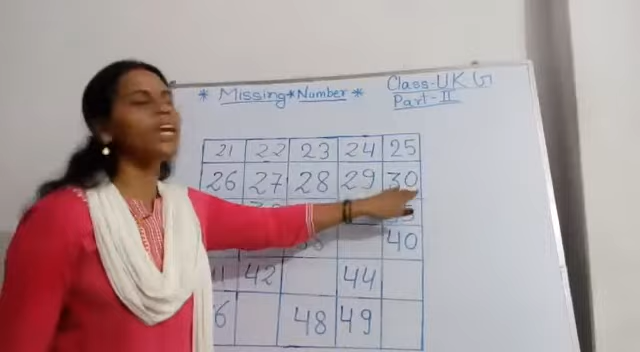 * Missing * Number *
Class-UKG
Part-II
21 22 23 24 25
26 27 28 29 30
40
42 44
48 49